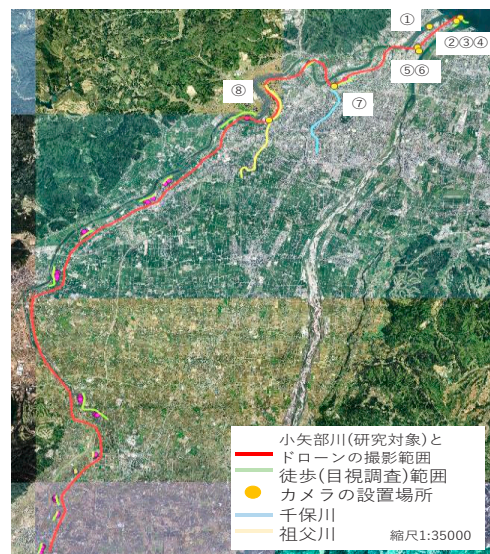 ①
②③④
⑤⑥
⑧
⑦
小矢部川(研究対象)と
ドローンの撮影範囲
徒歩(目視調査)範囲
カメラの設置場所
千保川
祖父川
縮尺1:35000